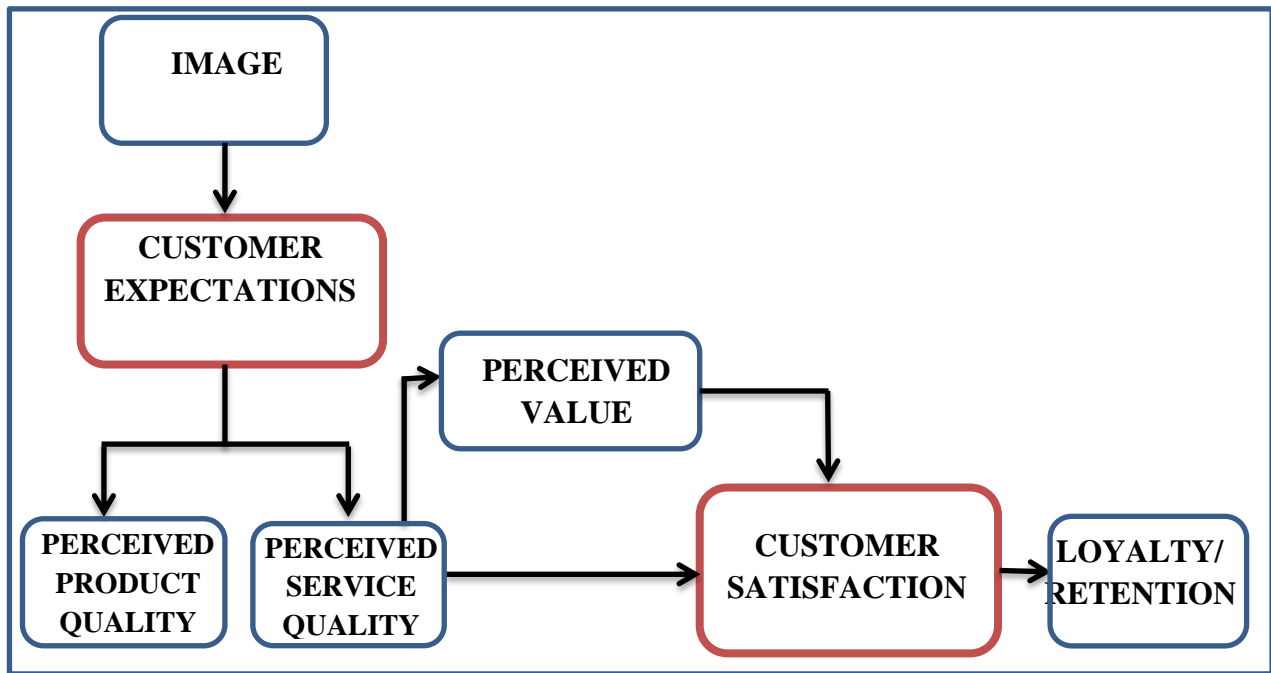 IMAGE
CUSTOMER
EXPECTATIONS
PERCEIVED
VALUE
PERCEIVED
PRODUCT
QUALITY
PERCEIVED
SERVICE
QUALITY
CUSTOMER
SATISFACTION
LOYALTY/
RETENTION